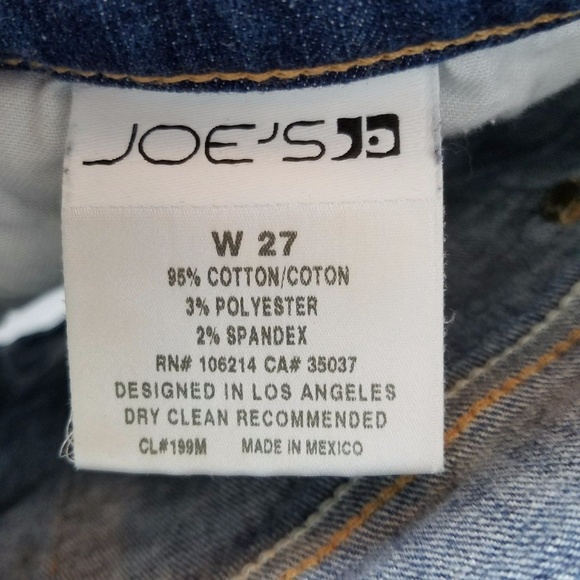 JOE'S
W 27
95% COTTON/COTON
3% POLYESTER
2% SPANDEX
RN# 106214 CA# 35037
DESIGNED IN LOS ANGELES
DRY CLEAN RECOMMENDED
CL#199M MADE IN MEXICO